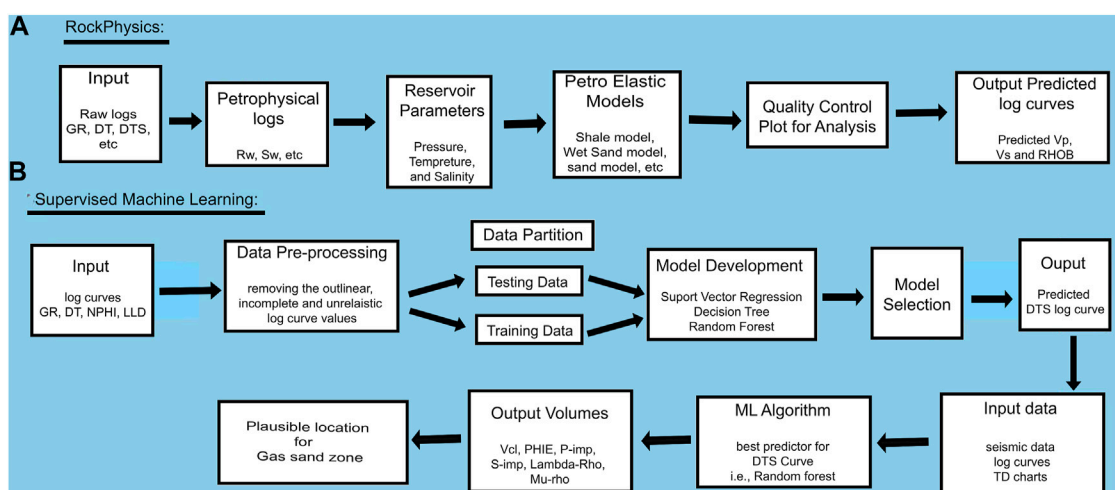 A
RockPhysics:
Input
Raw logs
GR, DT, DTS,
etc
Petrophysical
logs
Rw, Sw, etc
Reservoir
Parameters
Pressure,
Tempreture,
and Salinity
Petro Elastic
Models
Shale model,
Wet Sand model,
sand model, etc
Quality Control
Plot for Analysis
Output Predicted
log curves
Predicted Vp,
Vs and RHOB
B
Supervised Machine Learning:
Input
log curves
GR, DT, NPHI, LLD
Data Pre-processing
removing the outlinear,
incomplete and unrelaistic
log curve values
Data Partition
Testing Data
Training Data
Model Development
Suport Vector Regression
Decision Tree
Random Forest
Model
Selection
Ouput
Predicted
DTS log curve
Input data
seismic data
log curves
TD charts
ML Algorithm
best predictor for
DTS Curve
i.e., Random forest
Output Volumes
Vcl, PHIE, P-imp,
S-imp, Lambda-Rho,
Mu-rho
Plausible location
for
Gas sand zone